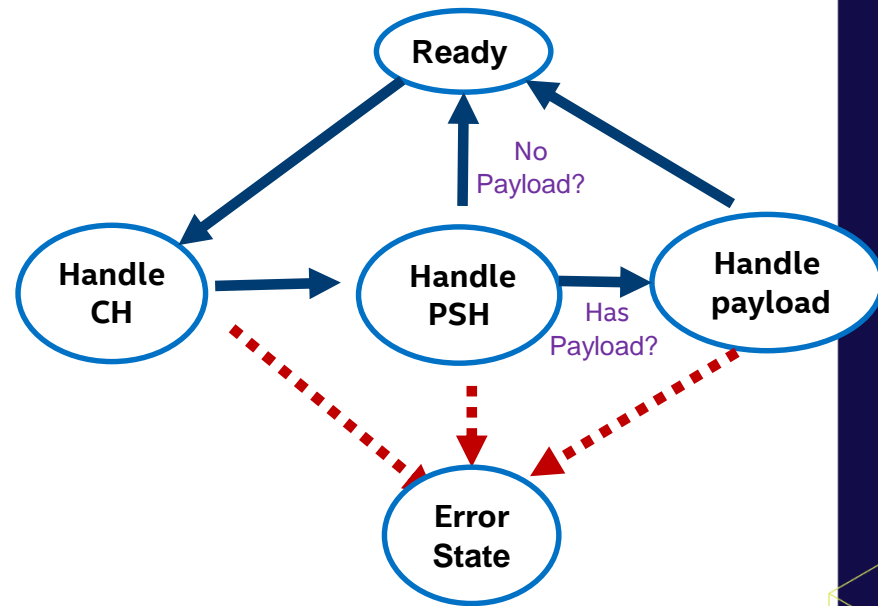 Ready
No
Payload?
Handle
CH
Handle
PSH
Has
Payload?
Handle
payload
Error
State